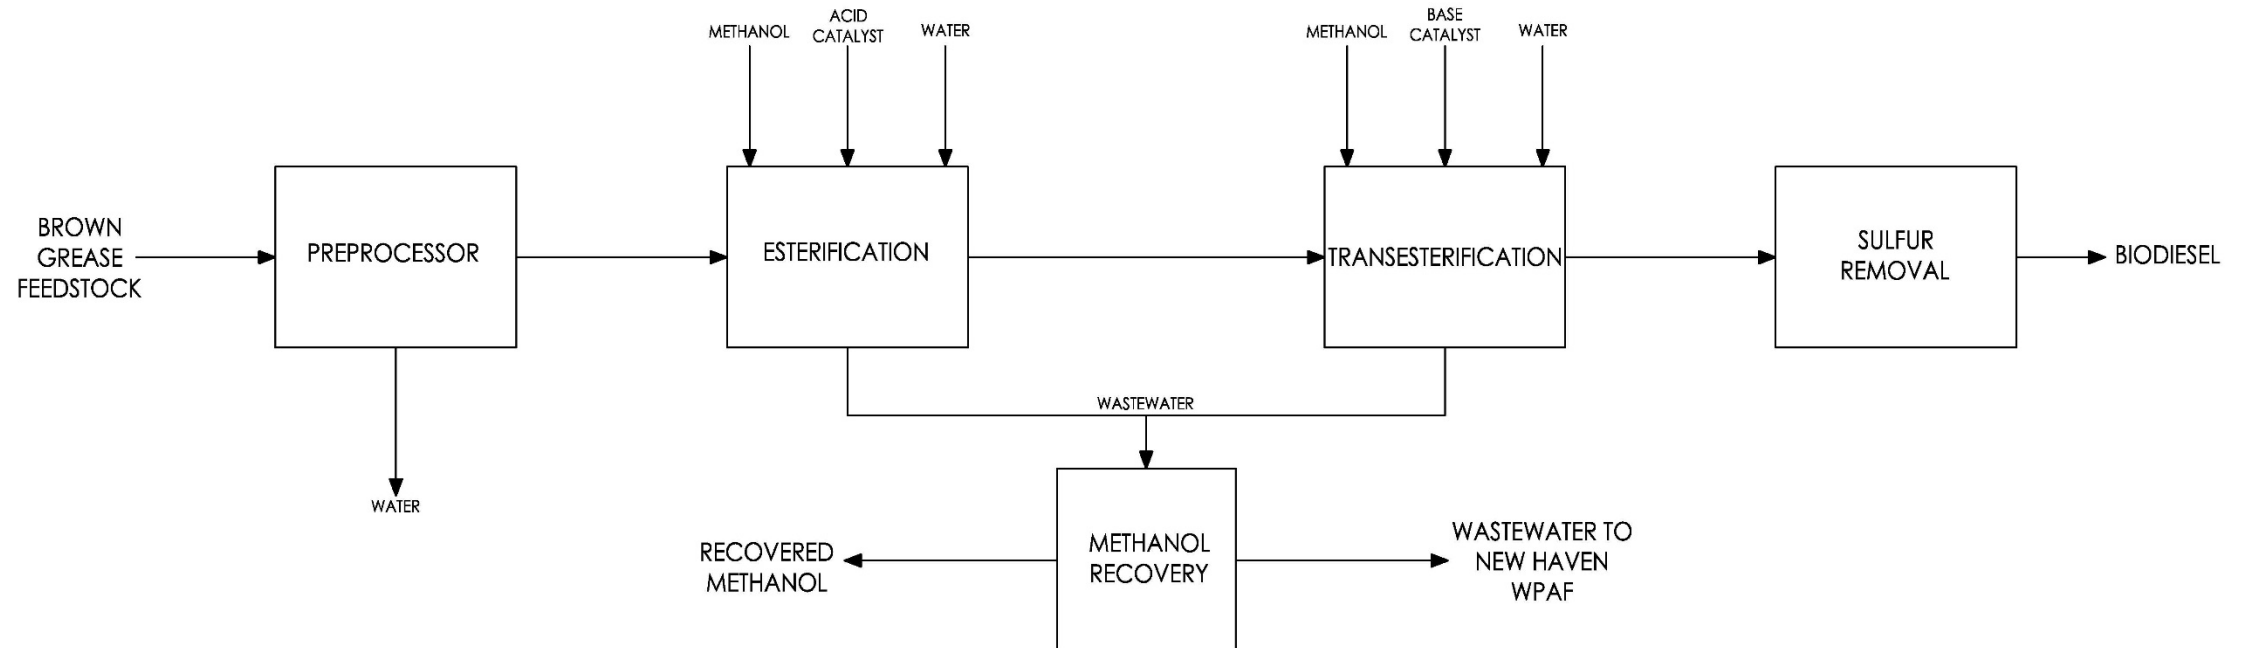 METHANOL
ACID
CATALYST
WATER
METHANOL
BASE
CATALYST
WATER
BROWN
GREASE
FEEDSTOCK
PREPROCESSOR
ESTERIFICATION
TRANSESTERIFICATION
SULFUR
REMOVAL
BIODIESEL
WASTEWATER
WATER
RECOVERED
METHANOL
METHANOL
RECOVERY
WASTEWATER TO
NEW HAVEN
WPAF